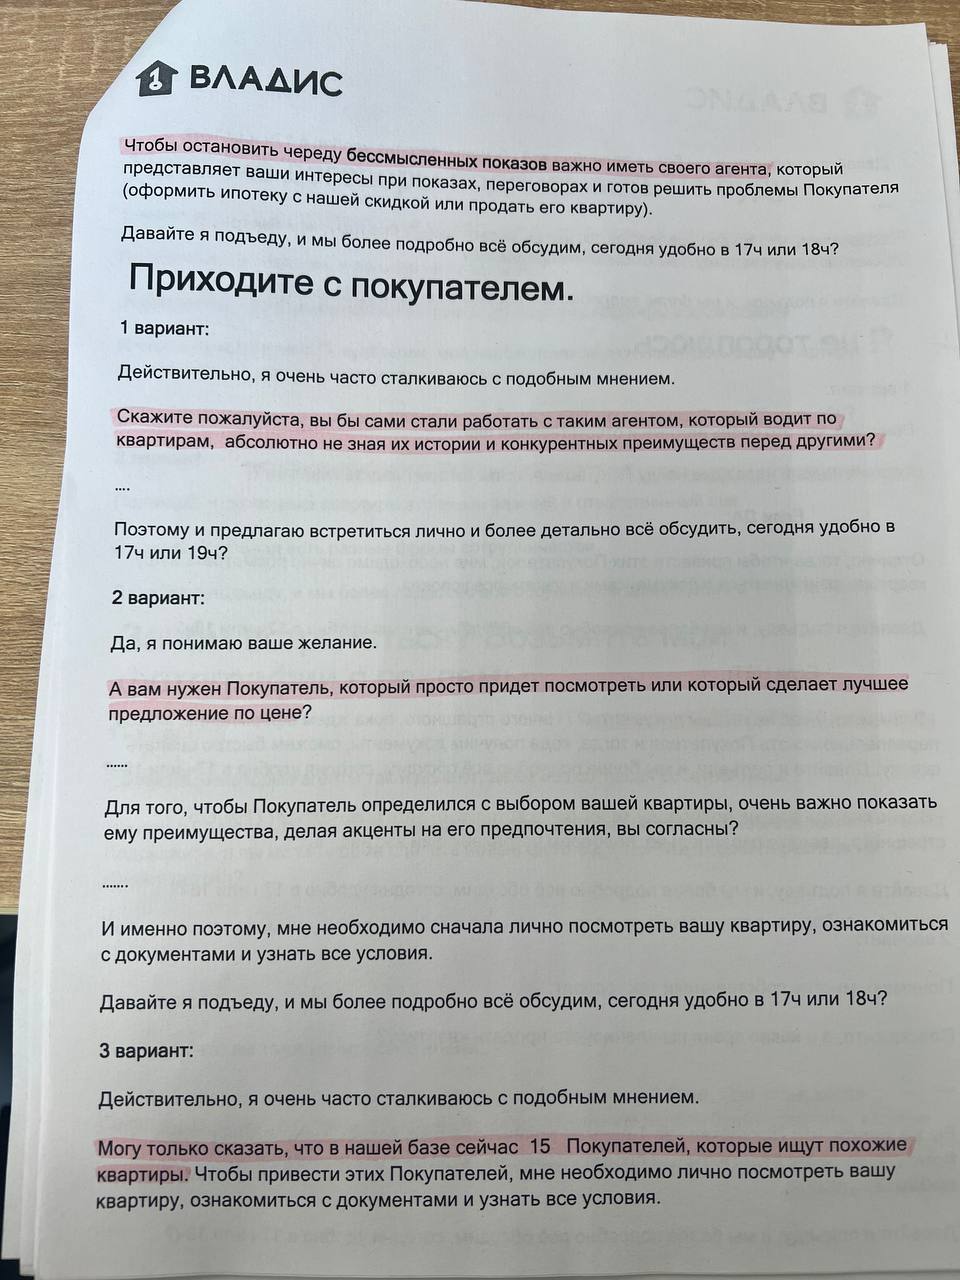 ВЛАДИС
Чтобы остановить череду бессмысленных показов важно иметь своего агента, который
представляет ваши интересы при показах, переговорах и готов решить проблемы Покупателя
(оформить ипотеку с нашей скидкой или продать его квартиру).
Давайте я подъеду, и мы более подробно всё обсудим, сегодня удобно в 17ч или 18ч?
Приходите с покупателем.
1 вариант:
Действительно, я очень часто сталкиваюсь с подобным мнением.
Скажите пожалуйста, вы бы сами стали работать с таким агентом, который водит по
квартирам, абсолютно не зная их истории и конкурентных преимуществ перед другими?
....
Поэтому и предлагаю встретиться лично и более детально всё обсудить, сегодня удобно в
17ч или 19ч?
2 вариант:
Да, я понимаю ваше желание.
А вам нужен Покупатель, который просто придет посмотреть или который сделает лучшее
предложение по цене?
......
Для того, чтобы Покупатель определился с выбором вашей квартиры, очень важно показать
ему преимущества, делая акценты на его предпочтения, вы согласны?
.......
И именно поэтому, мне необходимо сначала лично посмотреть вашу квартиру, ознакомиться
с документами и узнать все условия.
Давайте я подъеду, и мы более подробно всё обсудим, сегодня удобно в 17ч или 18ч?
3 вариант:
Действительно, я очень часто сталкиваюсь с подобным мнением.
Могу только сказать, что в нашей базе сейчас 15 Покупателей, которые ищут похожие
квартиры. Чтобы привести этих Покупателей, мне необходимо лично посмотреть вашу
квартиру, ознакомиться с документами и узнать все условия.